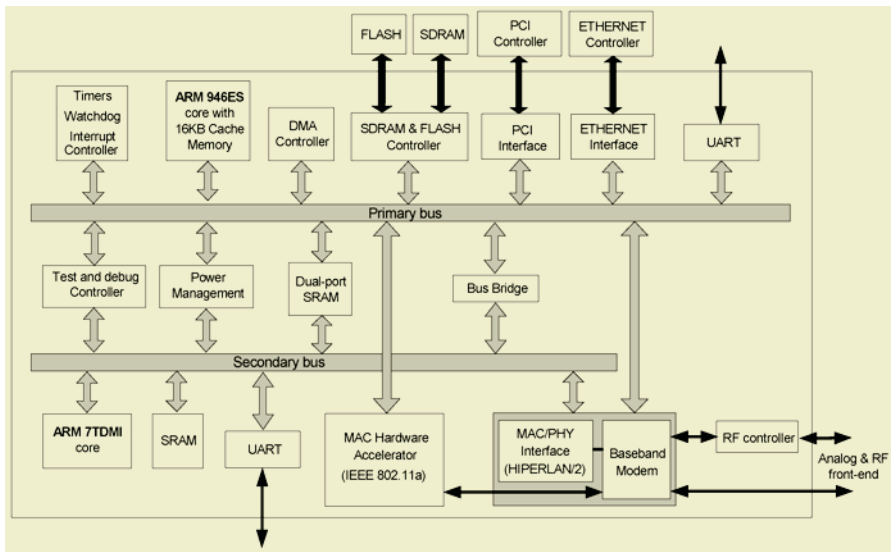 FLASH
SDRAM
PCI
Controller
ETHERNET
Controller
Timers
Watchdog
Interrupt
Controller
ARM 946ES
core with
16KB Cache
Memory
DMA
Controller
SDRAM & FLASH
Controller
PCI
Interface
ETHERNET
Interface
UART
Primary bus
Test and debug
Controller
Power
Management
Dual-port
SRAM
Bus Bridge
Secondary bus
ARM 7TDMI
core
SRAM
UART
MAC Hardware
Accelerator
(IEEE 802.11a)
MAC/PHY
Interface
(HIPERLAN/2)
Baseband
Modem
RF controller
Analog & RF
front-end